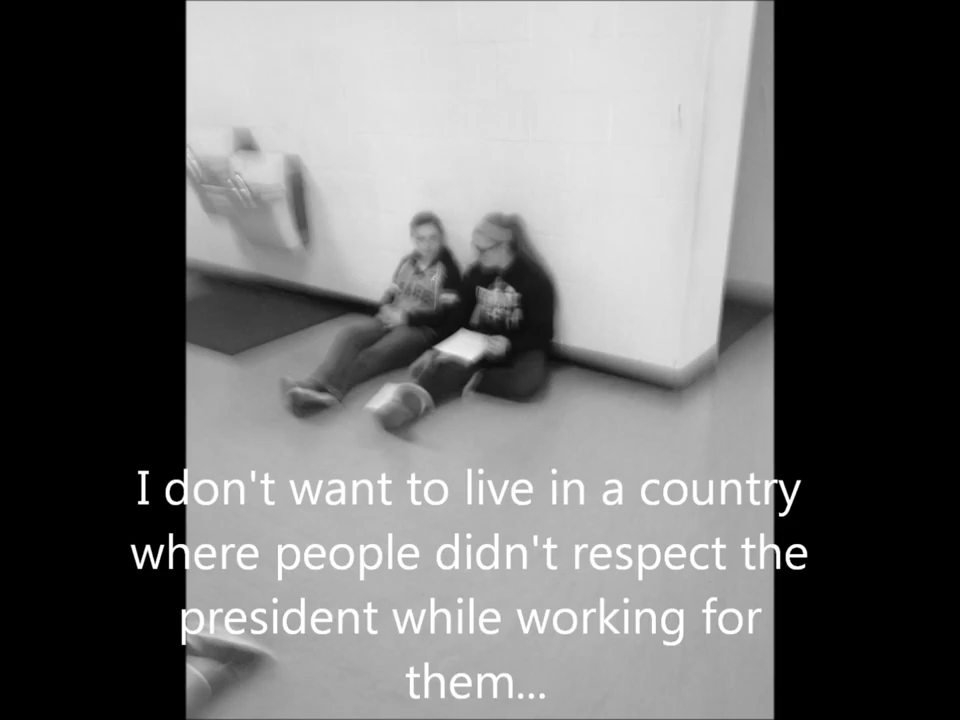 I don't want to live in a country
where people didn't respect the
president while working for
them...